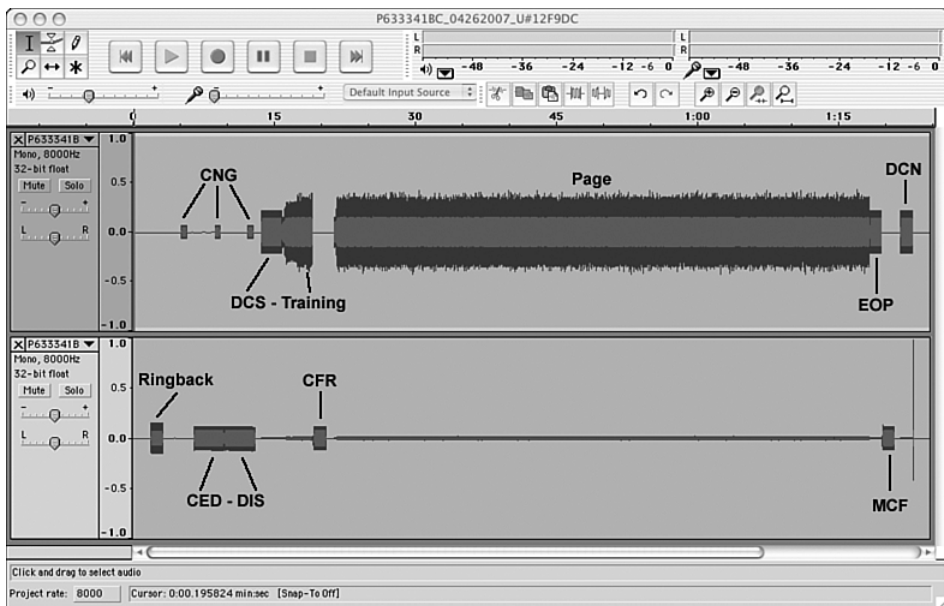 P633341BC_04262007_U#12F9DC
L
R
-48 -36 -24 -12 -6 0
L
R
-48 -36 -24 -12 -6 0
- +
- +
Default Input Source
0 15 30 45 1:00 1:15
X P633341B
Mono, 8000Hz
32-bit float
Mute Solo
- +
L R
1.0
0.5
0.0
-0.5
-1.0
CNG
Page
DCN
DCS - Training
EOP
X P633341B
Mono, 8000Hz
32-bit float
Mute Solo
- +
L R
1.0
0.5
0.0
-0.5
-1.0
Ringback
CFR
CED - DIS
MCF
Click and drag to select audio
Project rate: 8000 Cursor: 0:00.195824 min:sec [Snap-To Off]